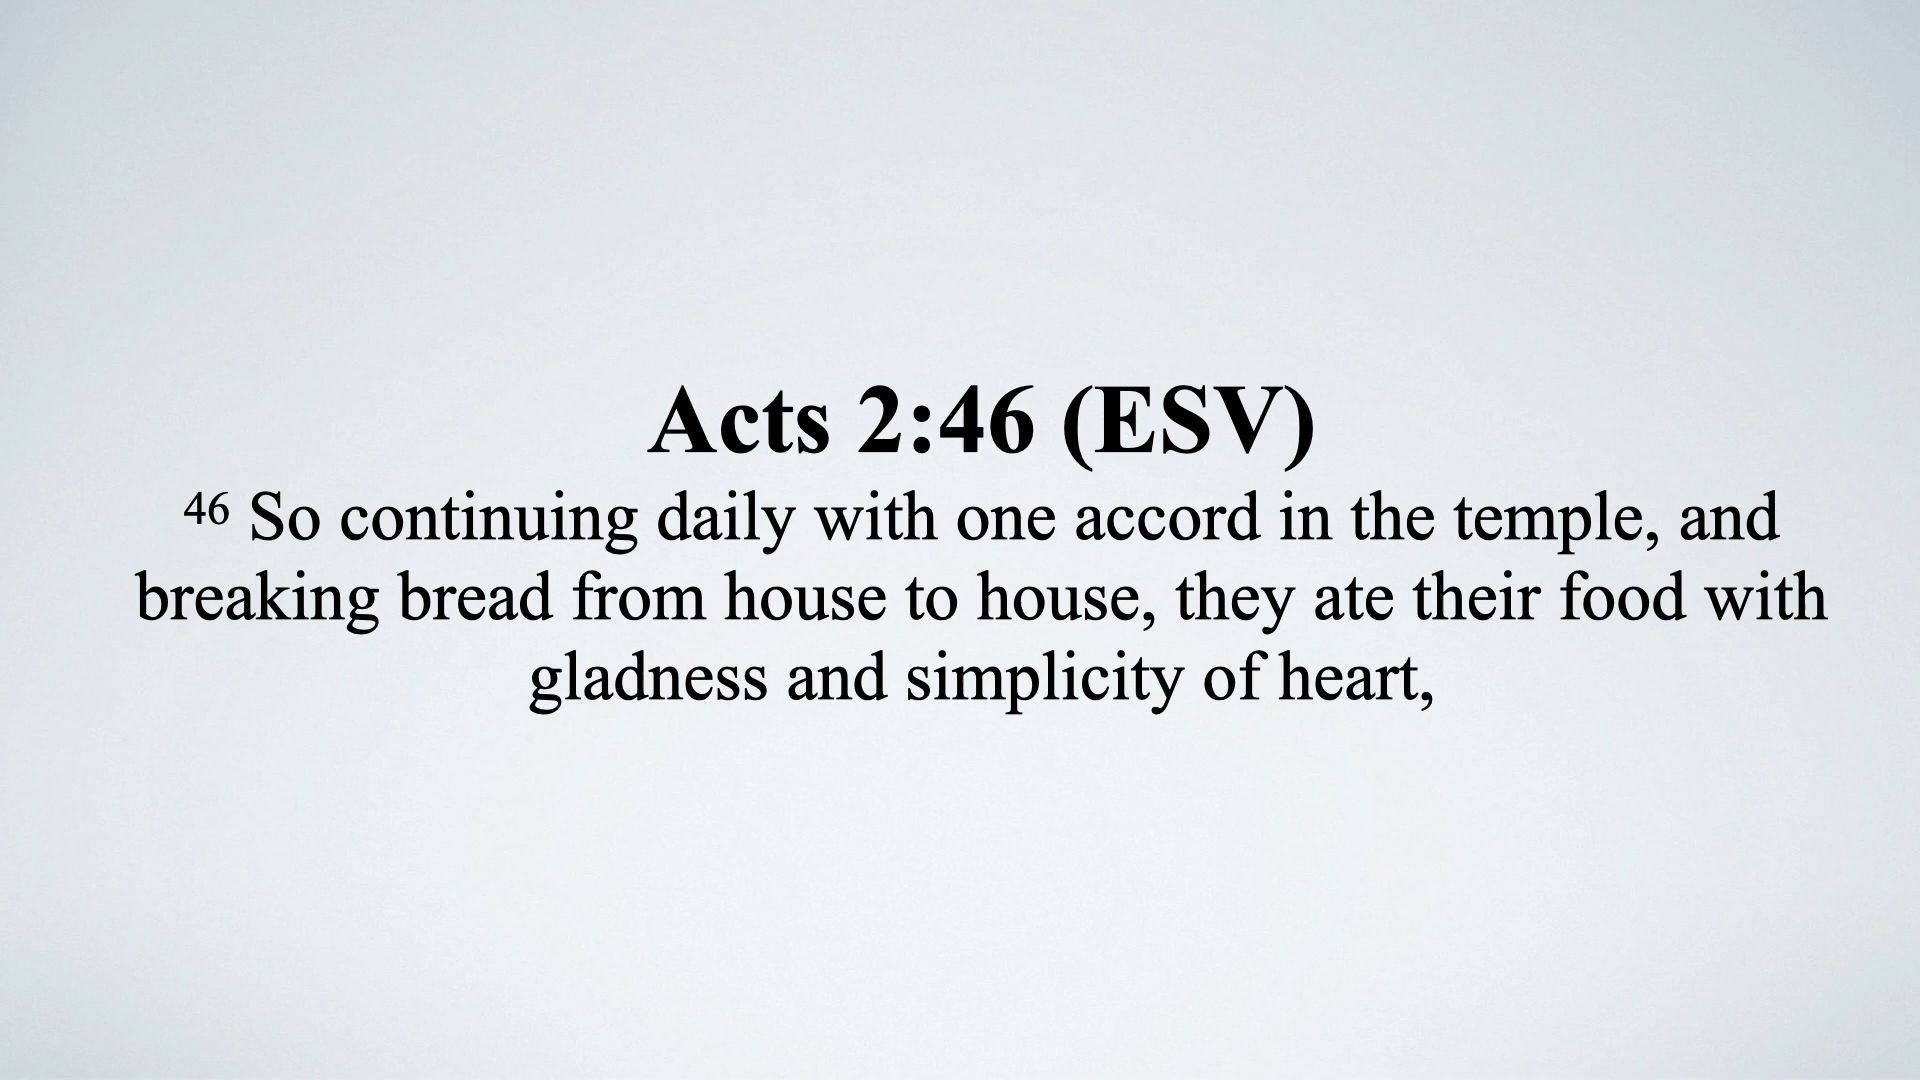 Acts 2:46 (ESV)
46 So continuing daily with one accord in the temple, and
breaking bread from house to house, they ate their food with
gladness and simplicity of heart,